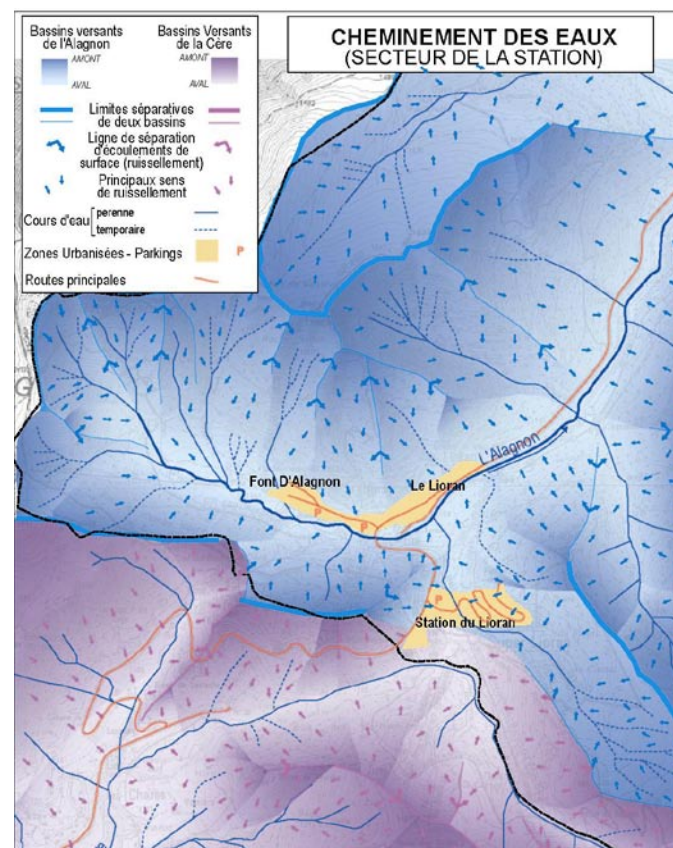 CHEMINEMENT DES EAUX
(SECTEUR DE LA STATION)
Bassins versants
de l'Alagnon
Bassins Versants
de la Cère
AMONT
AVAL
AMONT
AVAL
Limites séparatives
de deux bassins
Ligne de séparation
d'écoulements de
surface (ruissellement)
Principaux sens
de ruissellement
Cours d'eau
perenne
temporaire
Zones Urbanisées - Parkings P
Routes principales
L'Alagnon
Font D'Alagnon
Le Lioran
P
P
Station du Lioran